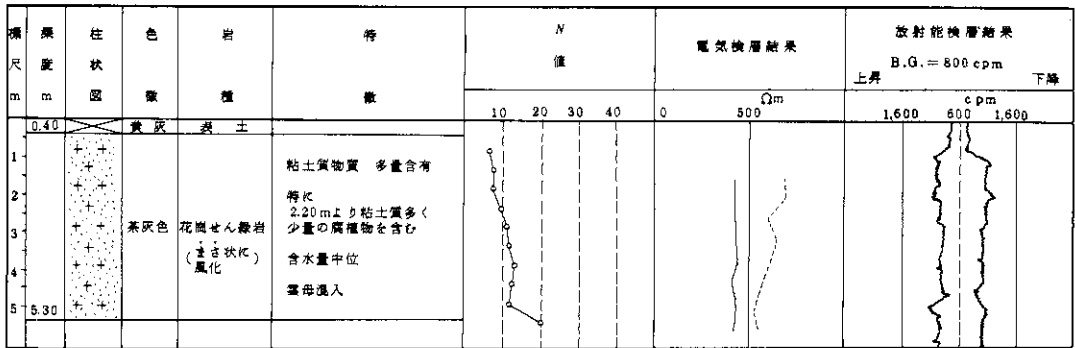 標尺 m
深度 m
柱状図
色徴
岩種
特徴
N値
電気検層結果
放射能検層結果
B.G.=800 cpm
上昇 下降
10 20 30 40
0 Ωm 500
cpm
1,600 600 1,600
0.40 黄灰 表土
1
2
3
4
5
5.30
茶灰色
花崗せん緑岩
(まさ状に風化)
粘土質物質 多量含有
特に
2.20mより粘土質多く
少量の腐植物を含む
含水量中位
雲母混入